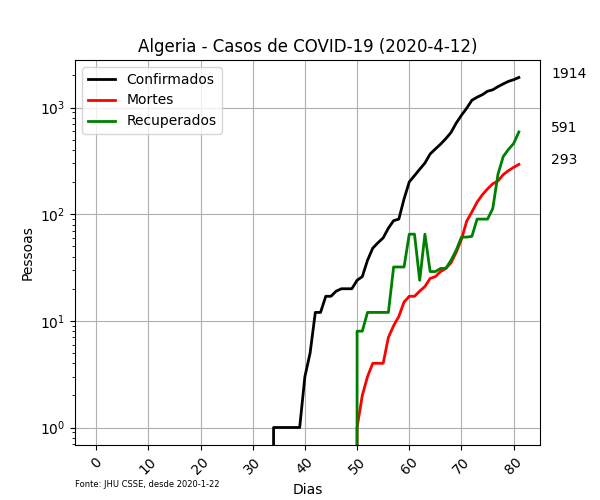 Algeria - Casos de COVID-19 (2020-4-12)
Confirmados
Mortes
Recuperados
1914
591
293
10³
10²
10¹
10⁰
Pessoas
0 10 20 30 40 50 60 70 80
Dias
Fonte: JHU CSSE, desde 2020-1-22